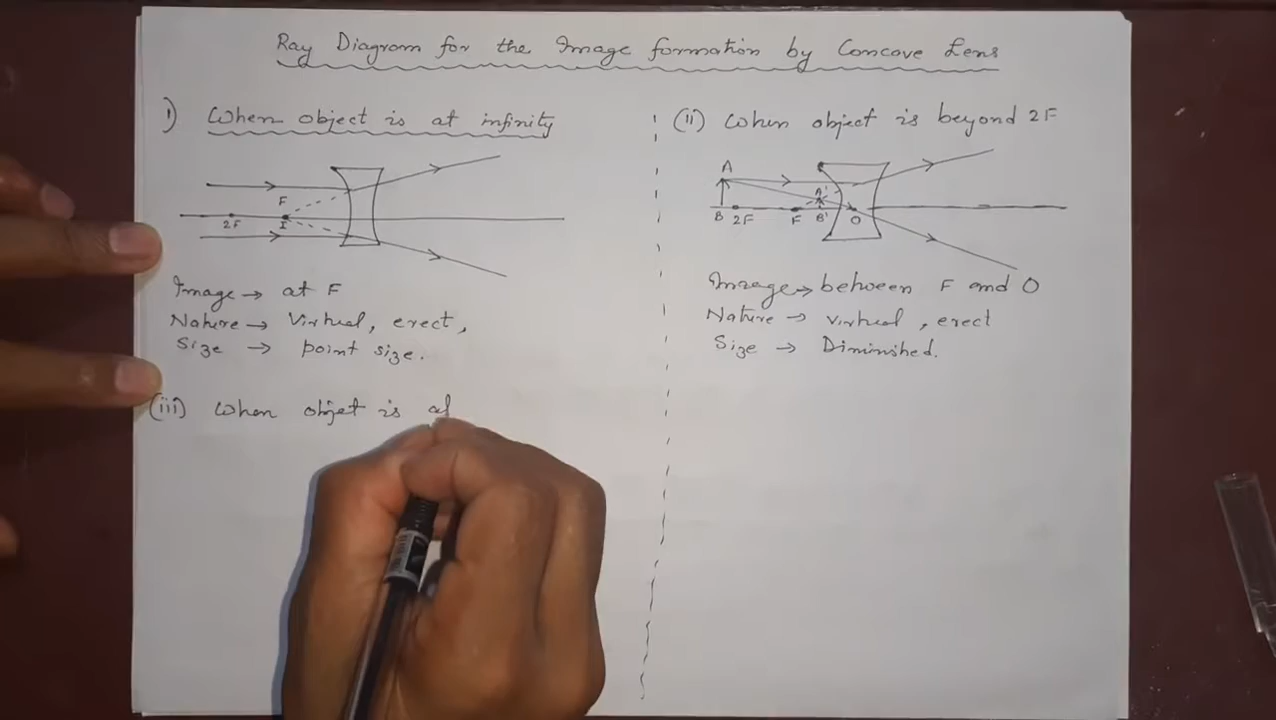 Ray Diagram for the Image formation by Concave Lens
i) When object is at infinity
F
2F
I
Image → at F
Nature → Virtual, erect,
Size → point size.
(ii) When object is beyond 2F
A
A'
B 2F F B' O
Image → between F and O
Nature → virtual, erect
Size → Diminished.
(iii) When objet is at